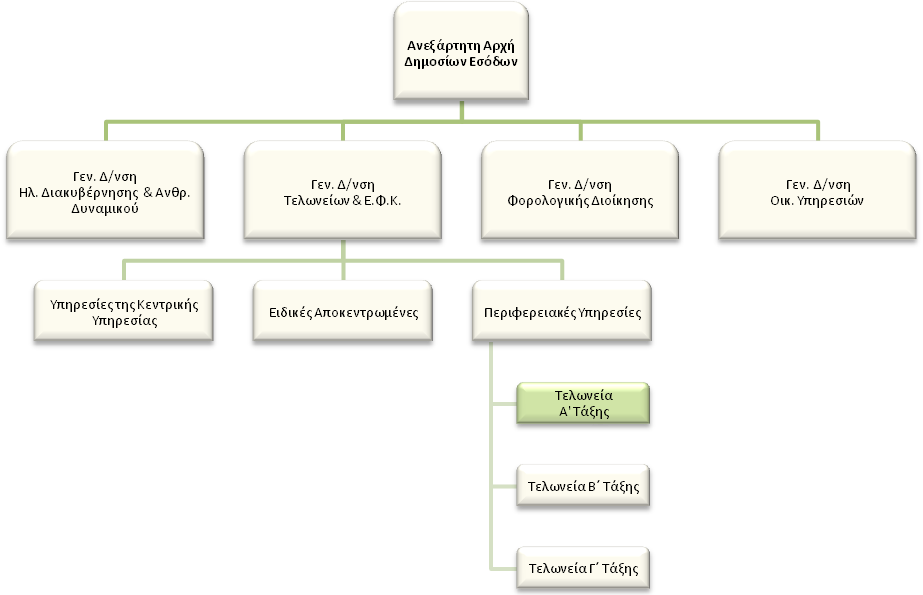 Ανεξάρτητη Αρχή
Δημοσίων Εσόδων
Γεν. Δ/νση
Ηλ. Διακυβέρνησης & Ανθρ.
Δυναμικού
Γεν. Δ/νση
Τελωνείων & Ε.Φ.Κ.
Γεν. Δ/νση
Φορολογικής Διοίκησης
Γεν. Δ/νση
Οικ. Υπηρεσιών
Υπηρεσίες της Κεντρικής
Υπηρεσίας
Ειδικές Αποκεντρωμένες
Περιφερειακές Υπηρεσίες
Τελωνεία
Α' Τάξης
Τελωνεία Β΄ Τάξης
Τελωνεία Γ΄ Τάξης